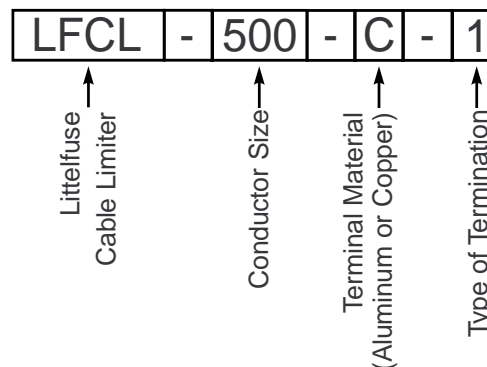 LFCL - 500 - C - 1
Littelfuse
Cable Limiter
Conductor Size
Terminal Material
(Aluminum or Copper)
Type of Termination